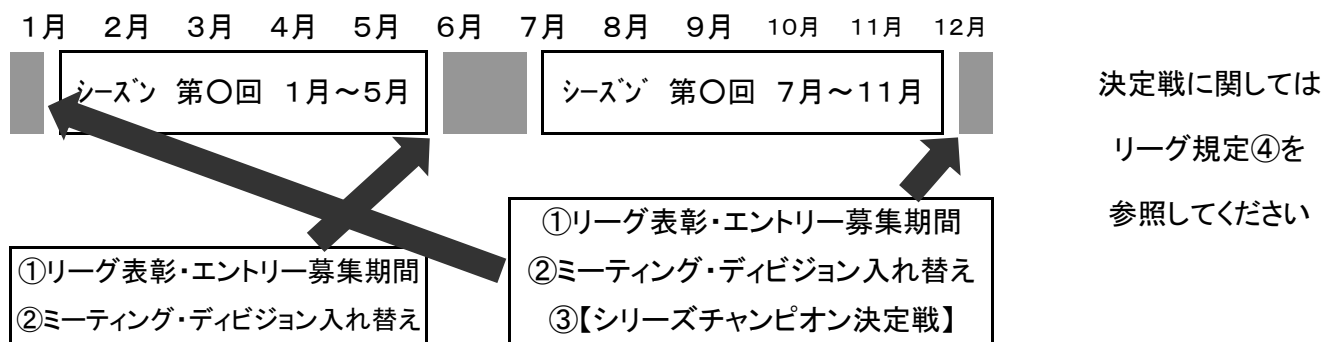 1月 2月 3月 4月 5月 6月 7月 8月 9月 10月 11月 12月
ｼｰｽﾞﾝ 第〇回 1月～5月
ｼｰｽﾞｿﾞ 第〇回 7月～11月
決定戦に関しては
リーグ規定④を
参照してください
①リーグ表彰・エントリー募集期間
②ミーティング・ディビジョン入れ替え
①リーグ表彰・エントリー募集期間
②ミーティング・ディビジョン入れ替え
③【シリーズチャンピオン決定戦】